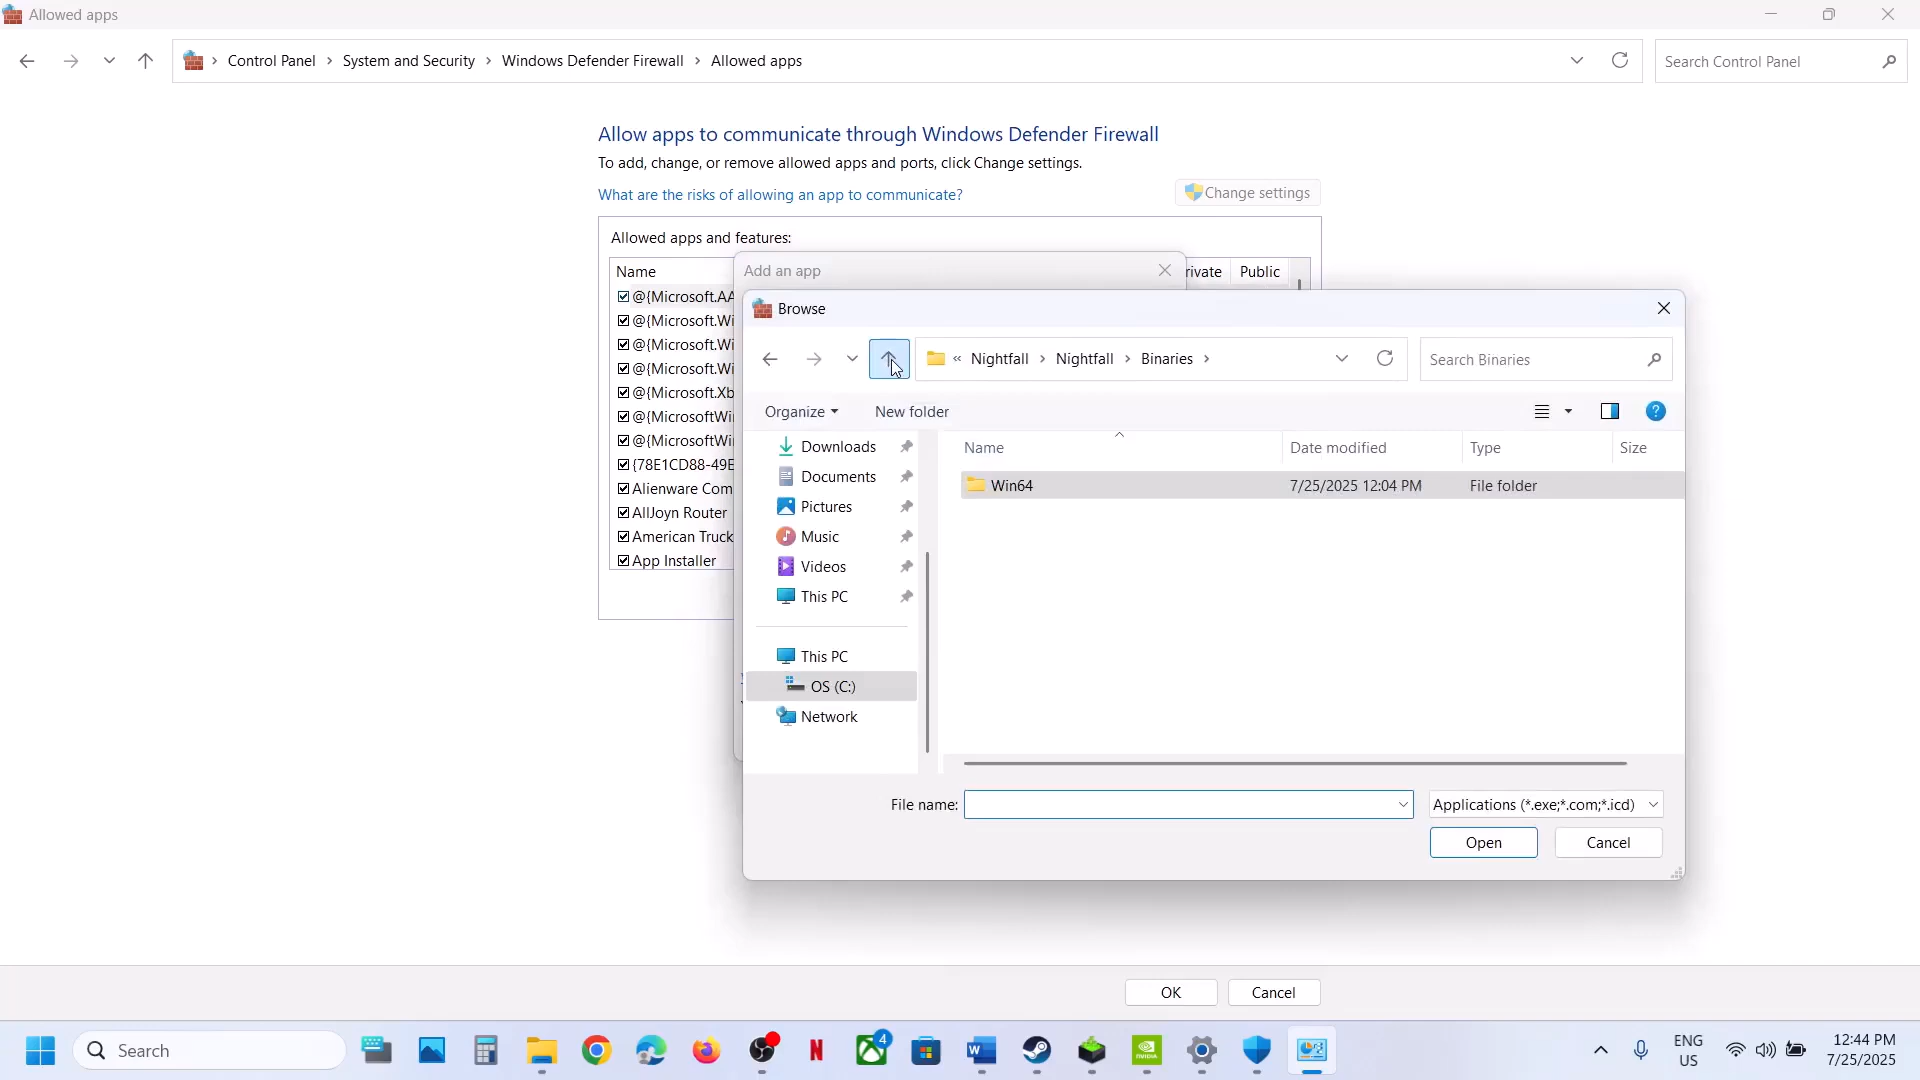 Allowed apps
Control Panel > System and Security > Windows Defender Firewall > Allowed apps
Search Control Panel
Allow apps to communicate through Windows Defender Firewall
To add, change, or remove allowed apps and ports, click Change settings.
What are the risks of allowing an app to communicate?
Change settings
Allowed apps and features:
Name
rivate
Public
@{Microsoft.AA
@{Microsoft.Wi
@{Microsoft.Wi
@{Microsoft.Wi
@{Microsoft.Xb
@{MicrosoftWi
@{MicrosoftWi
{78E1CD88-49E
Alienware Com
AllJoyn Router
American Truck
App Installer
Add an app
Browse
« Nightfall > Nightfall > Binaries >
Search Binaries
Organize
New folder
Downloads
Documents
Pictures
Music
Videos
This PC
This PC
OS (C:)
Network
Name
Date modified
Type
Size
Win64
7/25/2025 12:04 PM
File folder
File name:
Applications (*.exe;*.com;*.icd)
Open
Cancel
OK
Cancel
Search
4
ENG
US
12:44 PM
7/25/2025